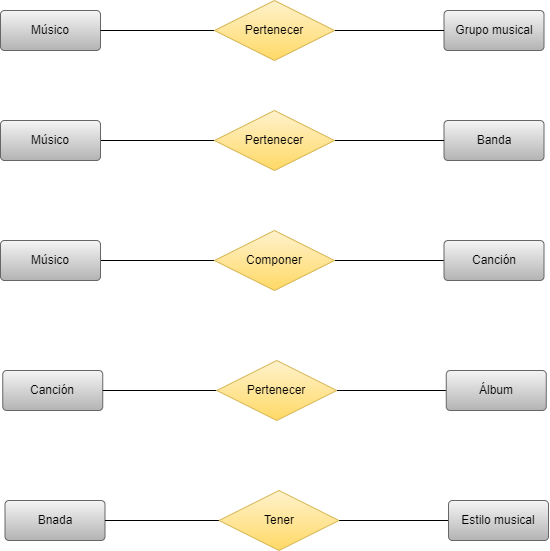 Músico Pertenecer Grupo musical
Músico Pertenecer Banda
Músico Componer Canción
Canción Pertenecer Álbum
Bnada Tener Estilo musical